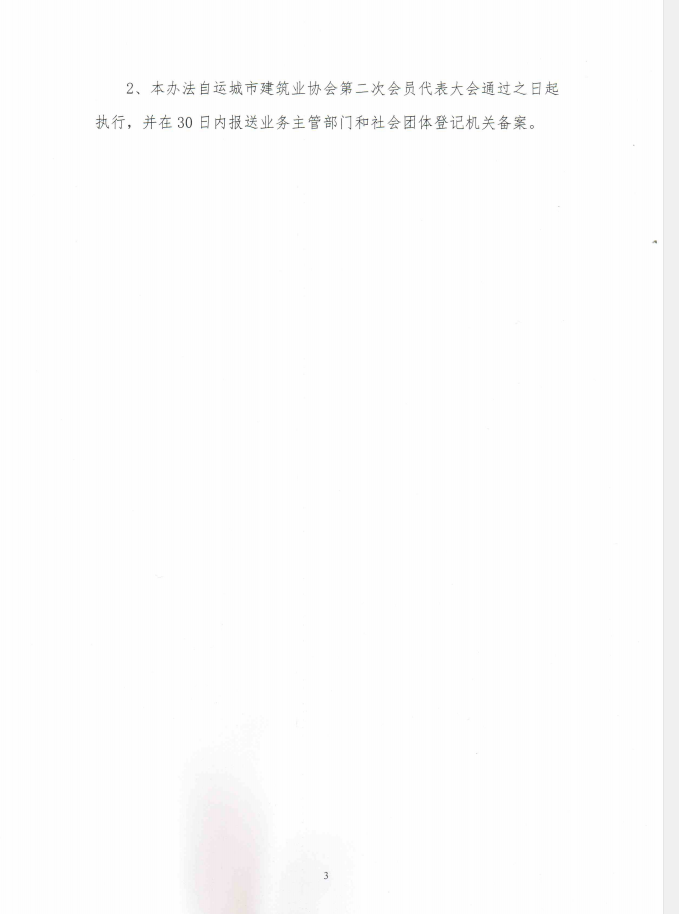 2、本办法自运城市建筑业协会第二次会员代表大会通过之日起
执行，并在 30 日内报送业务主管部门和社会团体登记机关备案。
3